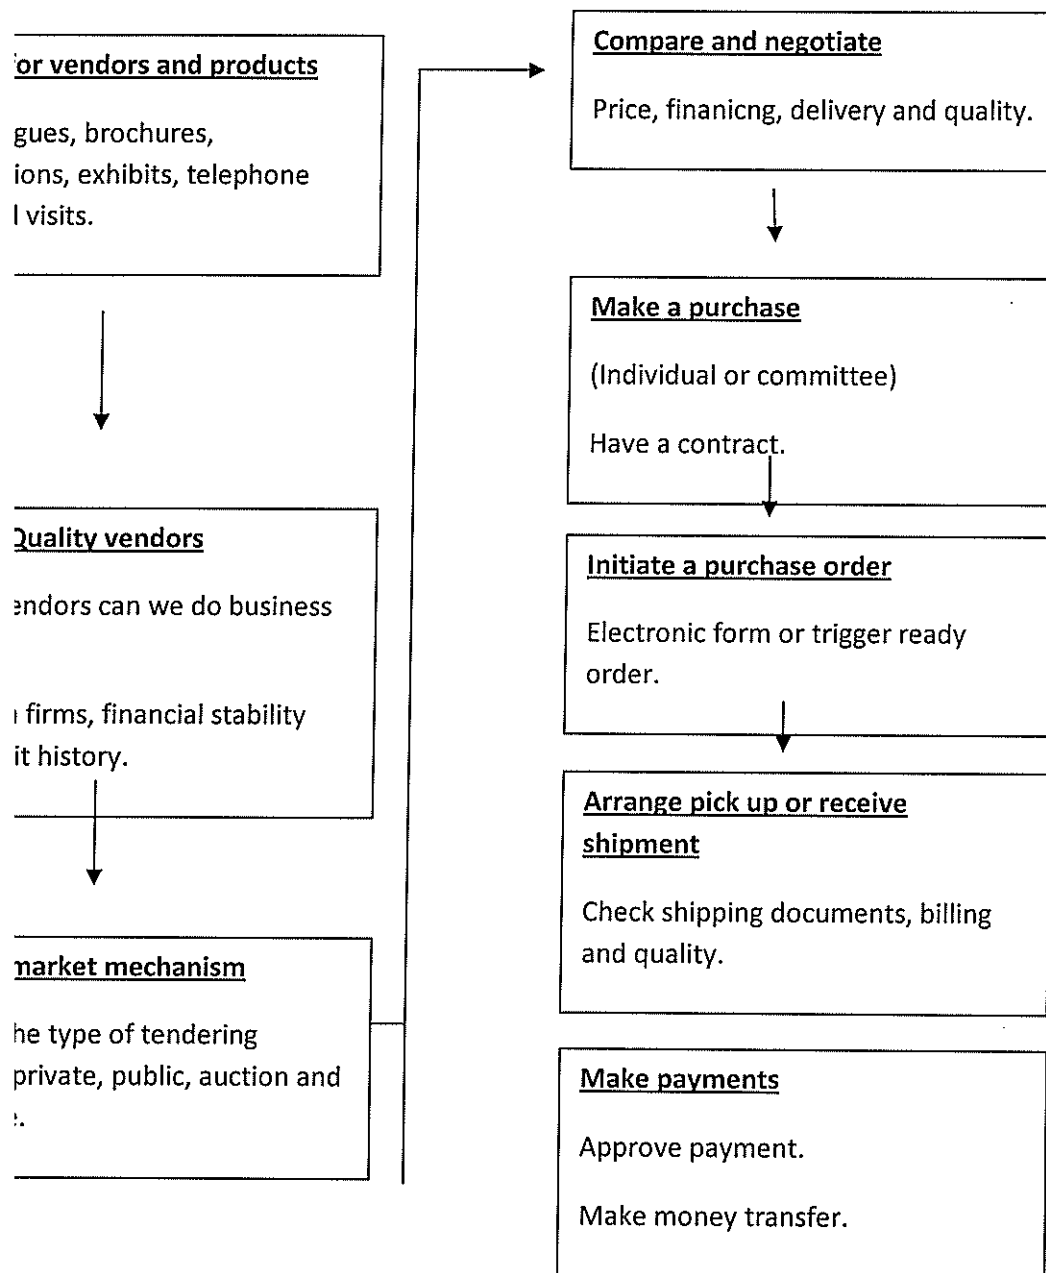 for vendors and products
gues, brochures,
ions, exhibits, telephone
l visits.
Quality vendors
endors can we do business
firms, financial stability
it history.
market mechanism
he type of tendering
private, public, auction and
Compare and negotiate
Price, finanicng, delivery and quality.
Make a purchase
(Individual or committee)
Have a contract.
Initiate a purchase order
Electronic form or trigger ready
order.
Arrange pick up or receive
shipment
Check shipping documents, billing
and quality.
Make payments
Approve payment.
Make money transfer.